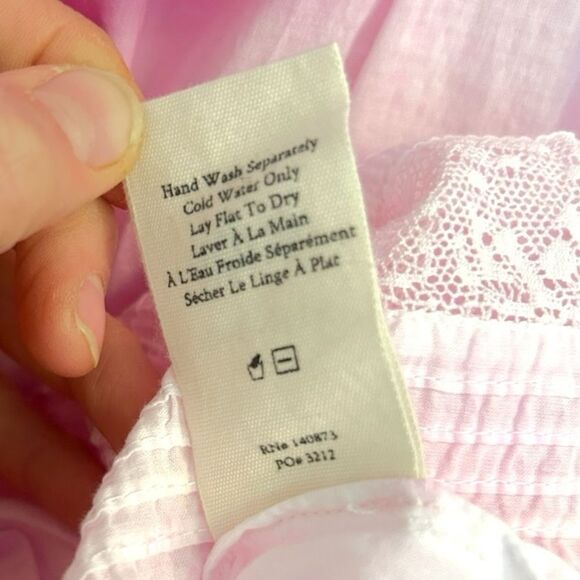 Hand Wash Separately
Cold Water Only
Lay Flat To Dry
Laver À La Main
À L'Eau Froide Séparément
Sécher Le Linge À Plat
RN# 140873
PO# 3212